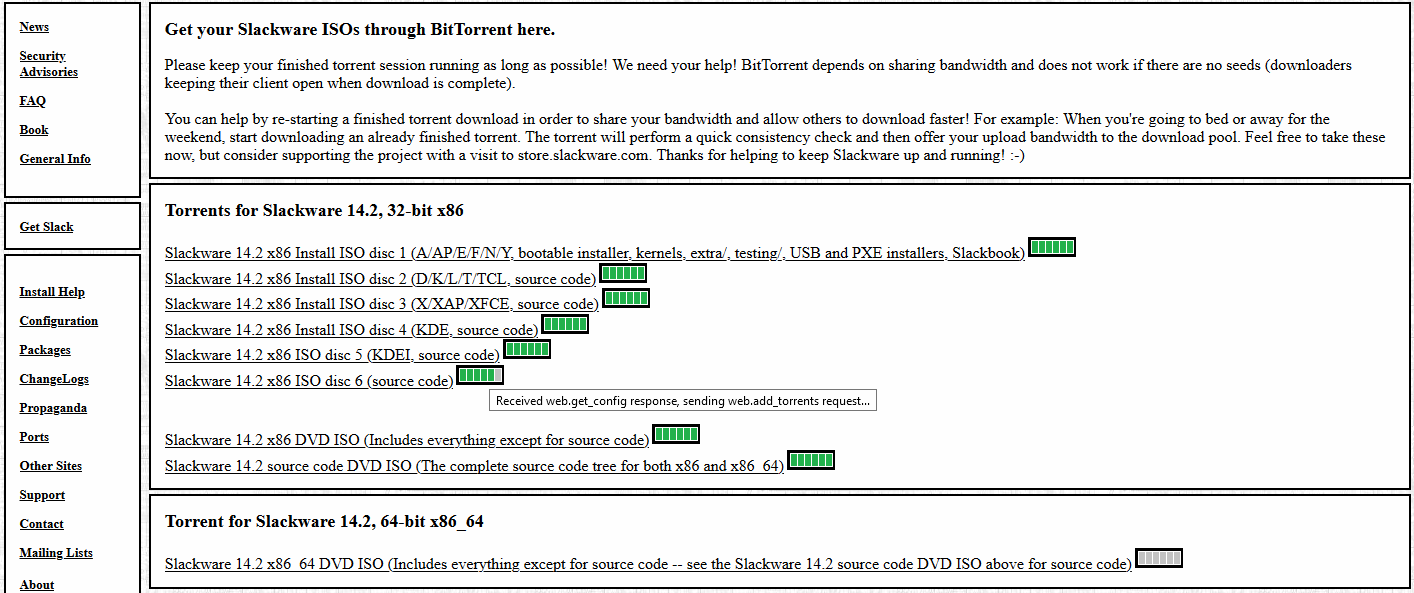 News
Security
Advisories
FAQ
Book
General Info
Get Slack
Install Help
Configuration
Packages
ChangeLogs
Propaganda
Ports
Other Sites
Support
Contact
Mailing Lists
About
Get your Slackware ISOs through BitTorrent here.
Please keep your finished torrent session running as long as possible! We need your help! BitTorrent depends on sharing bandwidth and does not work if there are no seeds (downloaders
keeping their client open when download is complete).
You can help by re-starting a finished torrent download in order to share your bandwidth and allow others to download faster! For example: When you're going to bed or away for the
weekend, start downloading an already finished torrent. The torrent will perform a quick consistency check and then offer your upload bandwidth to the download pool. Feel free to take these
now, but consider supporting the project with a visit to store.slackware.com. Thanks for helping to keep Slackware up and running! :-)
Torrents for Slackware 14.2, 32-bit x86
Slackware 14.2 x86 Install ISO disc 1 (A/AP/E/F/N/Y, bootable installer, kernels, extra/, testing/, USB and PXE installers, Slackbook)
Slackware 14.2 x86 Install ISO disc 2 (D/K/L/T/TCL, source code)
Slackware 14.2 x86 Install ISO disc 3 (X/XAP/XFCE, source code)
Slackware 14.2 x86 Install ISO disc 4 (KDE, source code)
Slackware 14.2 x86 ISO disc 5 (KDEI, source code)
Slackware 14.2 x86 ISO disc 6 (source code)
Received web.get_config response, sending web.add_torrents request...
Slackware 14.2 x86 DVD ISO (Includes everything except for source code)
Slackware 14.2 source code DVD ISO (The complete source code tree for both x86 and x86_64)
Torrent for Slackware 14.2, 64-bit x86_64
Slackware 14.2 x86_64 DVD ISO (Includes everything except for source code -- see the Slackware 14.2 source code DVD ISO above for source code)